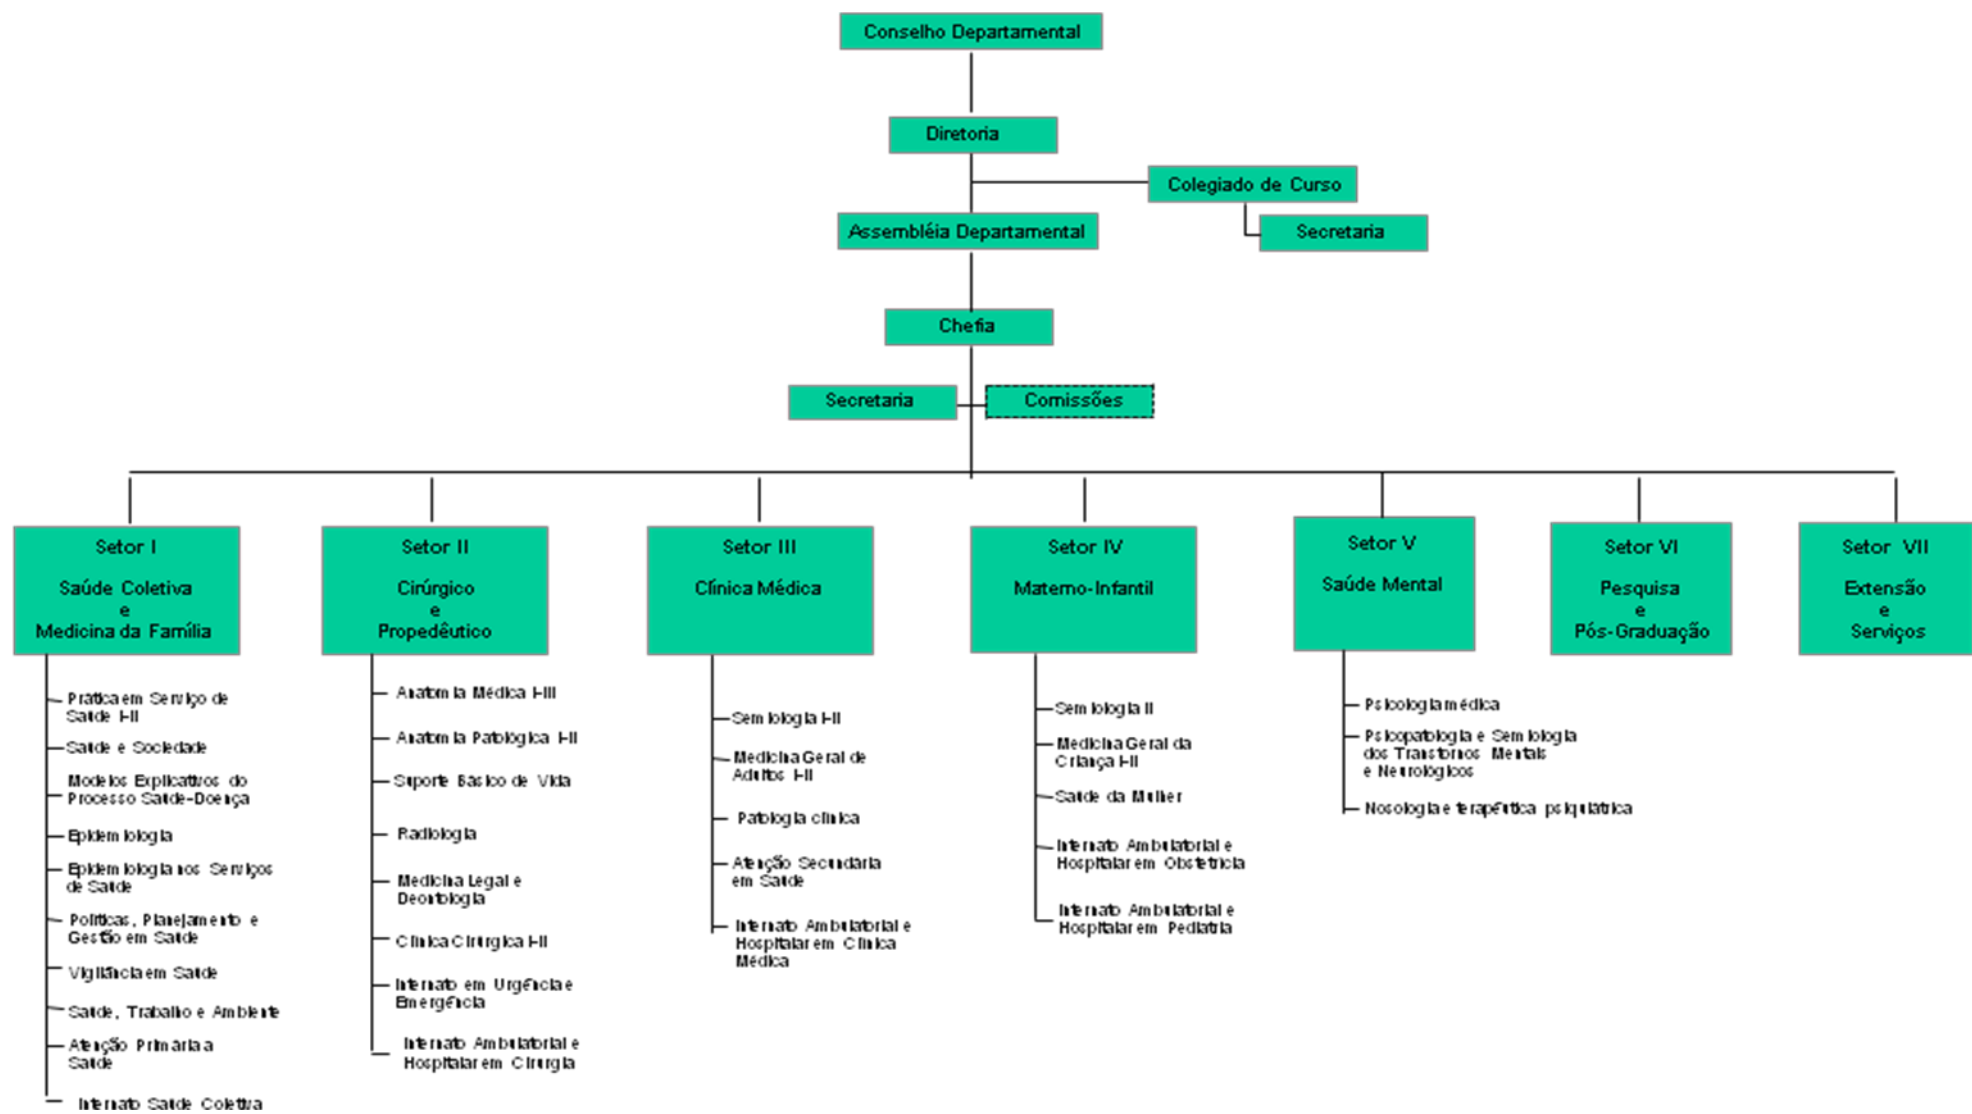 Conselho Departamental
Diretoria
Colegiado de Curso
Assembléia Departamental
Secretaria
Chefia
Secretaria
Comissões
Setor I
Saúde Coletiva
e
Medicina da Família
Setor II
Cirúrgico
e
Propedêutico
Setor III
Clínica Médica
Setor IV
Materno-Infantil
Setor V
Saúde Mental
Setor VI
Pesquisa
e
Pós-Graduação
Setor VII
Extensão
e
Serviços
Prática em Serviço de
Saúde I-II
Saúde e Sociedade
Modelos Explicativos do
Processo Saúde-Doença
Epidemiologia
Epidemiologia nos Serviços
de Saúde
Políticas, Planejamento e
Gestão em Saúde
Vigilância em Saúde
Saúde, Trabalho e Ambiente
Atenção Primária a
Saúde
Internato Saúde Coletiva
Anatomia Médica I-III
Anatomia Patológica I-II
Suporte Básico de Vida
Radiologia
Medicina Legal e
Deontologia
Clínica Cirúrgica I-II
Internato em Urgência e
Emergência
Internato Ambulatorial e
Hospitalar em Cirurgia
Semiologia I-II
Medicina Geral de
Adultos I-II
Patologia clínica
Atenção Secundária
em Saúde
Internato Ambulatorial e
Hospitalar em Clínica
Médica
Semiologia II
Medicina Geral da
Criança I-II
Saúde da Mulher
Internato Ambulatorial e
Hospitalar em Obstetrícia
Internato Ambulatorial e
Hospitalar em Pediatria
Psicologia médica
Psicopatologia e Semiologia
dos Transtornos Mentais
e Neurológicos
Nosologia e terapêutica psiquiátrica